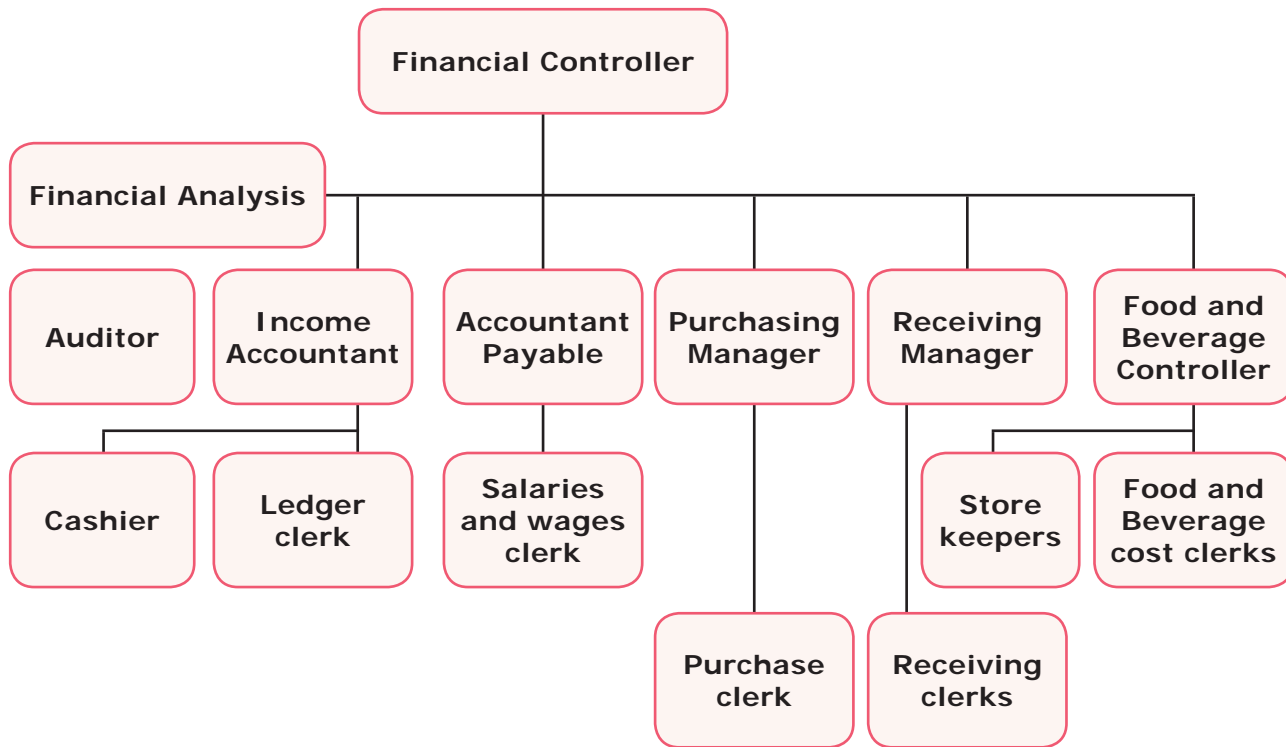 Financial Controller
Financial Analysis
Auditor
Income
Accountant
Accountant
Payable
Purchasing
Manager
Receiving
Manager
Food and
Beverage
Controller
Cashier
Ledger
clerk
Salaries
and wages
clerk
Store
keepers
Food and
Beverage
cost clerks
Purchase
clerk
Receiving
clerks